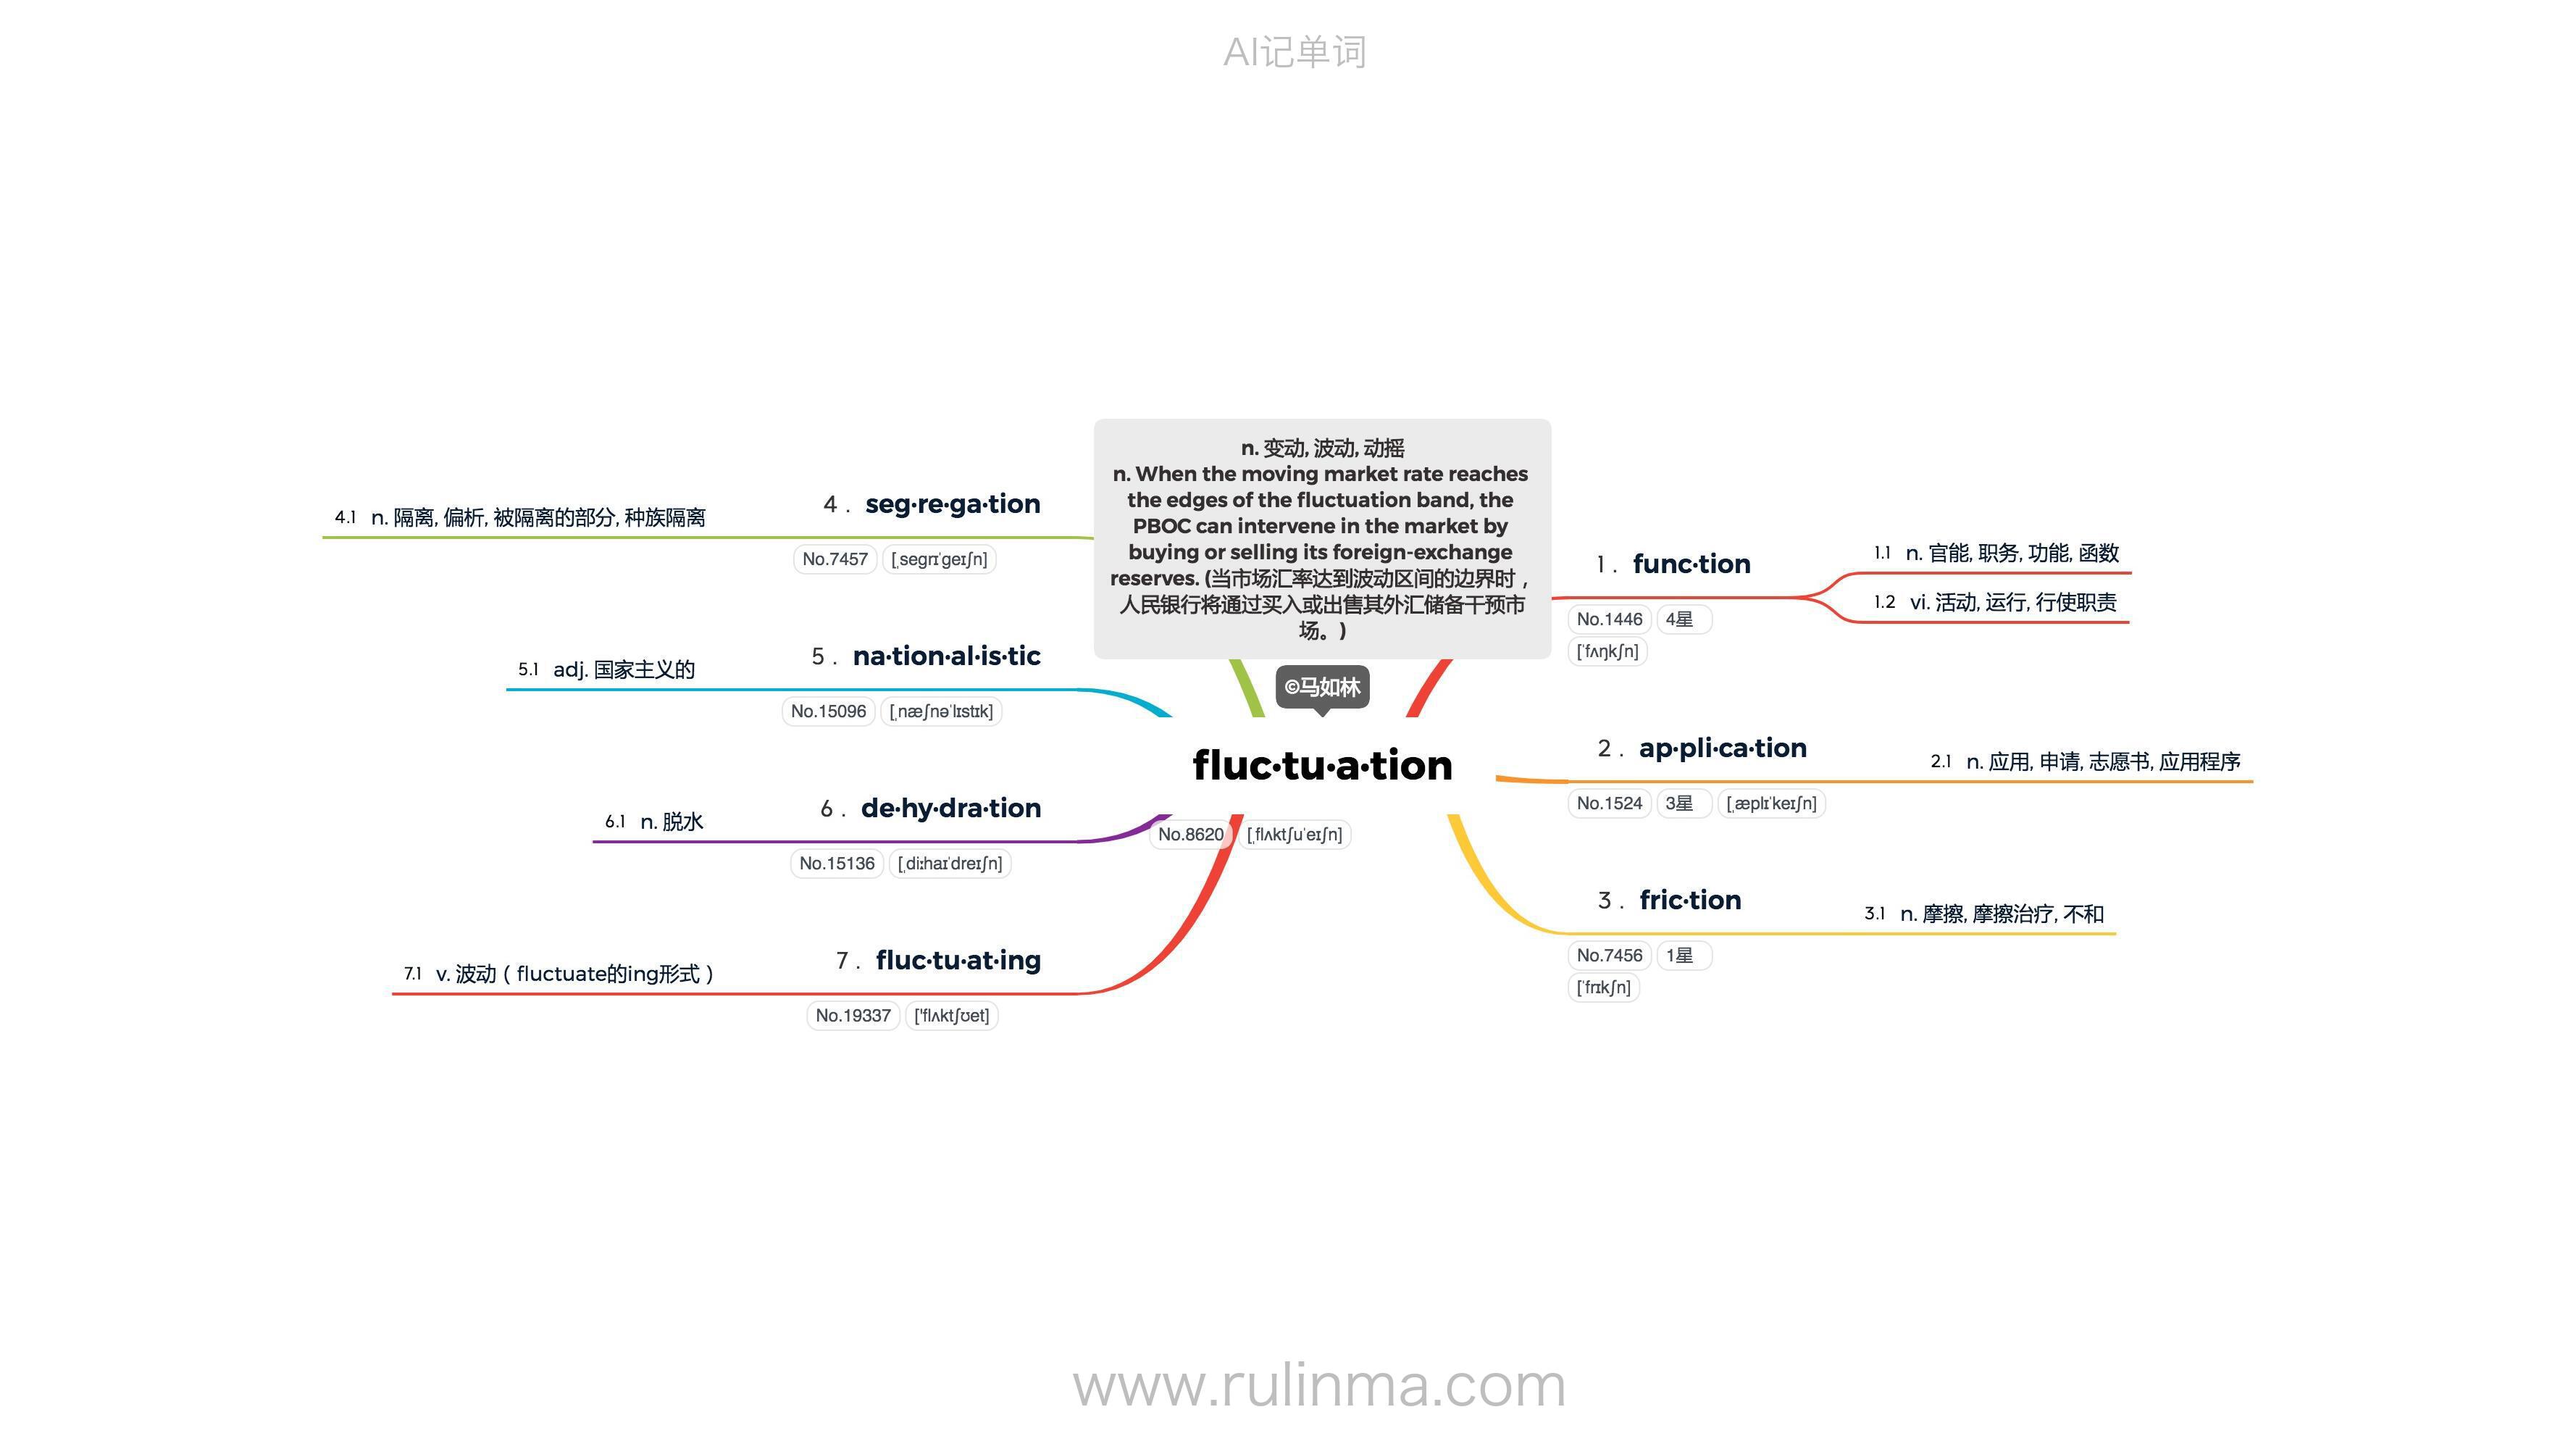 AI记单词
n. 变动, 波动, 动摇
n. When the moving market rate reaches
the edges of the fluctuation band, the
PBOC can intervene in the market by
buying or selling its foreign-exchange
reserves. (当市场汇率达到波动区间的边界时，
人民银行将通过买入或出售其外汇储备干预市
场。)
©马如林
fluc·tu·a·tion
No.8620 [ˌflʌktʃuˈeɪʃn]
1. func·tion
No.1446 4星
[ˈfʌŋkʃn]
1.1 n. 官能, 职务, 功能, 函数
1.2 vi. 活动, 运行, 行使职责
2. ap·pli·ca·tion
No.1524 3星 [ˌæplɪˈkeɪʃn]
2.1 n. 应用, 申请, 志愿书, 应用程序
3. fric·tion
No.7456 1星
[ˈfrɪkʃn]
3.1 n. 摩擦, 摩擦治疗, 不和
4. seg·re·ga·tion
No.7457 [ˌseɡrɪˈɡeɪʃn]
4.1 n. 隔离, 偏析, 被隔离的部分, 种族隔离
5. na·tion·al·is·tic
No.15096 [ˌnæʃnəˈlɪstɪk]
5.1 adj. 国家主义的
6. de·hy·dra·tion
No.15136 [ˌdiːhaɪˈdreɪʃn]
6.1 n. 脱水
7. fluc·tu·at·ing
No.19337 ['flʌktʃʊet]
7.1 v. 波动（fluctuate的ing形式）
www.rulinma.com